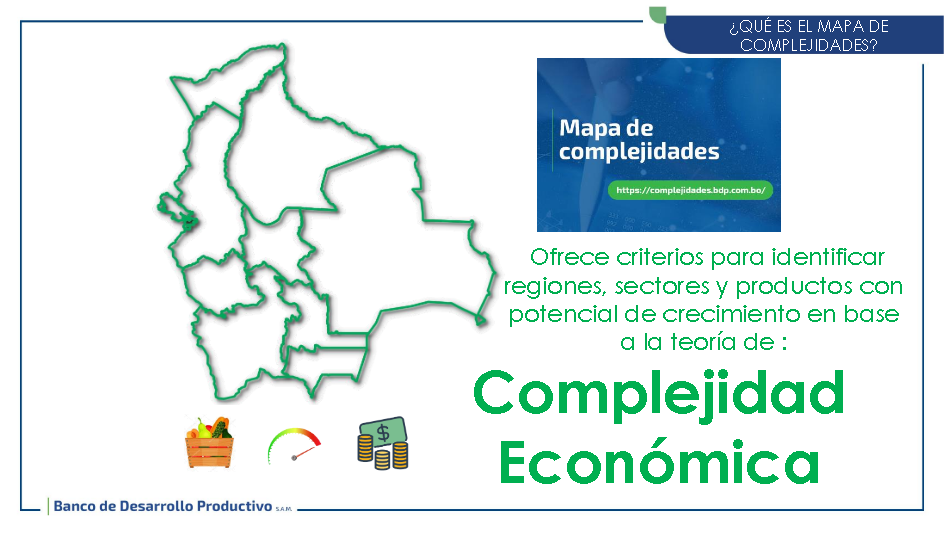 ¿QUÉ ES EL MAPA DE
COMPLEJIDADES?
Mapa de
complejidades
https://complejidades.bdp.com.bo/
Ofrece criterios para identificar
regiones, sectores y productos con
potencial de crecimiento en base
a la teoría de :
Complejidad
Económica
$
Banco de Desarrollo Productivo S.A.M.